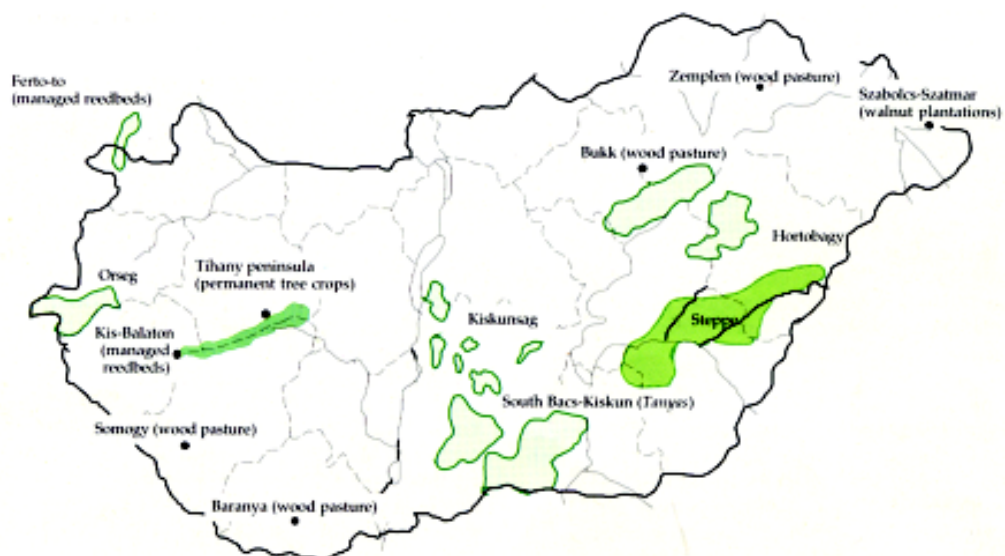 Ferto-to
(managed reedbeds)
Zemplen (wood pasture)
Szabolcs-Szatmar
(walnut plantations)
Bukk (wood pasture)
Hortobagy
Orseg
Tihany peninsula
(permanent tree crops)
Kiskunsag
Steppe
Kis-Balaton
(managed
reedbeds)
South Bacs-Kiskun (Tanyas)
Somogy (wood pasture)
Baranya (wood pasture)